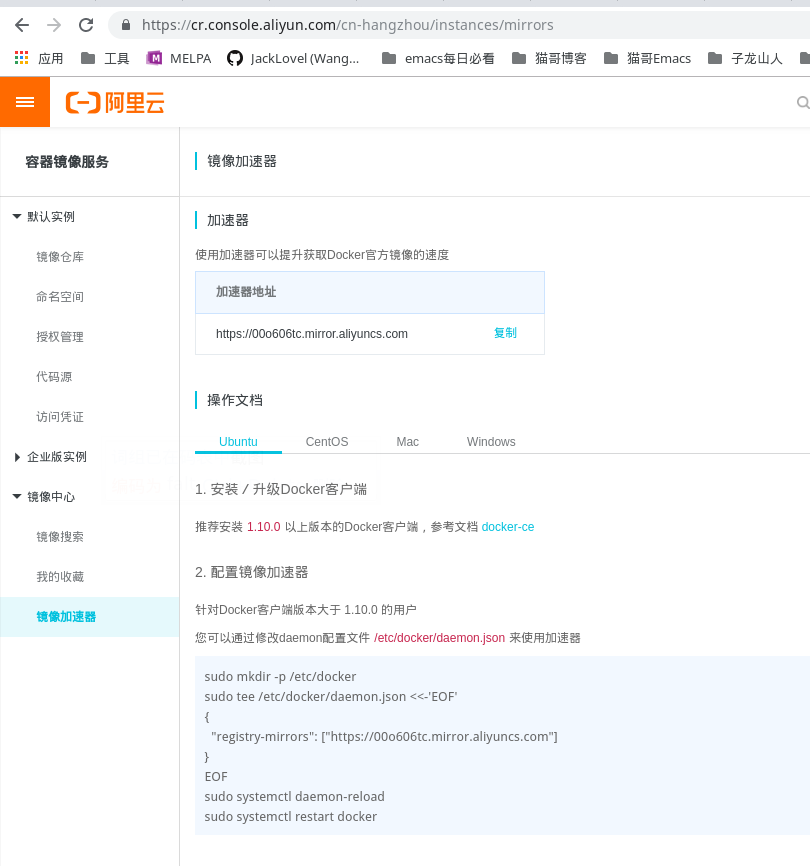 https://cr.console.aliyun.com/cn-hangzhou/instances/mirrors
应用 工具 M MELPA JackLovel (Wang… emacs每日必看 猫哥博客 猫哥Emacs 子龙山人
阿里云
容器镜像服务
镜像加速器
默认实例
镜像仓库
命名空间
授权管理
代码源
访问凭证
企业版实例
镜像中心
镜像搜索
我的收藏
镜像加速器
加速器
使用加速器可以提升获取Docker官方镜像的速度
加速器地址
https://00o606tc.mirror.aliyuncs.com 复制
操作文档
Ubuntu CentOS Mac Windows
1. 安装／升级Docker客户端
推荐安装 1.10.0 以上版本的Docker客户端，参考文档 docker-ce
2. 配置镜像加速器
针对Docker客户端版本大于 1.10.0 的用户
您可以通过修改daemon配置文件 /etc/docker/daemon.json 来使用加速器
sudo mkdir -p /etc/docker
sudo tee /etc/docker/daemon.json <<-'EOF'
{
  "registry-mirrors": ["https://00o606tc.mirror.aliyuncs.com"]
}
EOF
sudo systemctl daemon-reload
sudo systemctl restart docker